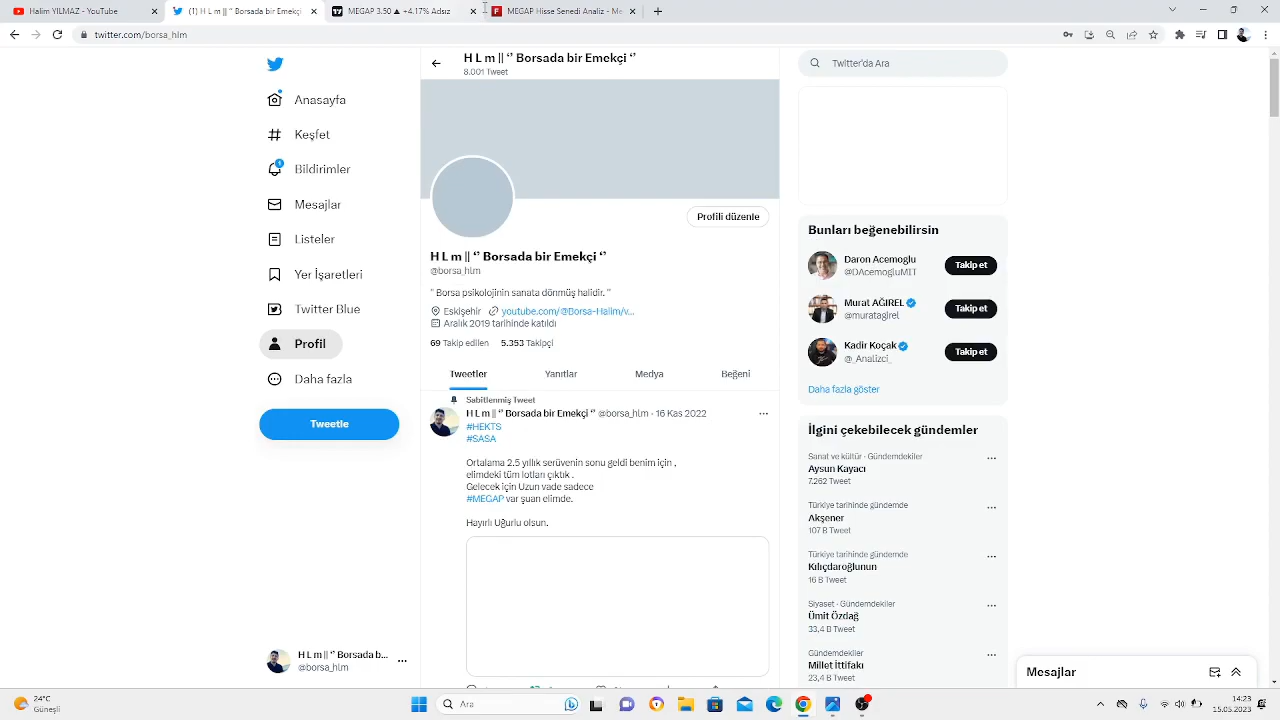 Halim YILMAZ - YouTube
(1) H L m || ‘’ Borsada bir Emekçi
MEGAP 3.50 ▲ +4.17% Adsız
MEGAP Hisse Senedi Analiz - Me
twitter.com/borsa_hlm
H L m || ‘’ Borsada bir Emekçi ‘’
8.001 Tweet
Twitter'da Ara
Anasayfa
Keşfet
1
Bildirimler
Mesajlar
Listeler
Yer İşaretleri
Twitter Blue
Profil
Daha fazla
Tweetle
H L m || ‘’ Borsada b...
@borsa_hlm
Profili düzenle
H L m || ‘’ Borsada bir Emekçi ‘’
@borsa_hlm
" Borsa psikolojinin sanata dönmüş halidir. "
Eskişehir youtube.com/@Borsa-Halim/v...
Aralık 2019 tarihinde katıldı
69 Takip edilen 5.353 Takipçi
Tweetler Yanıtlar Medya Beğeni
Sabitlenmiş Tweet
H L m || ‘’ Borsada bir Emekçi ‘’ @borsa_hlm · 16 Kas 2022
#HEKTS
#SASA
Ortalama 2.5 yıllık serüvenin sonu geldi benim için ,
elimdeki tüm lotları çıktık .
Gelecek için Uzun vade sadece
#MEGAP var şuan elimde.
Hayırlı Uğurlu olsun.
Bunları beğenebilirsin
Daron Acemoglu
@DAcemogluMIT
Takip et
Murat AĞIREL
@muratagirel
Takip et
Kadir Koçak
@_Analizci_
Takip et
Daha fazla göster
İlgini çekebilecek gündemler
Sanat ve kültür · Gündemdekiler
Aysun Kayacı
7.262 Tweet
Türkiye tarihinde gündemde
Akşener
107 B Tweet
Türkiye tarihinde gündemde
Kılıçdaroğlunun
16 B Tweet
Siyaset · Gündemdekiler
Ümit Özdağ
33,4 B Tweet
Gündemdekiler
Millet İttifakı
23,4 B Tweet
Mesajlar
24°C
Güneşli
Ara
14:23
15.05.2023